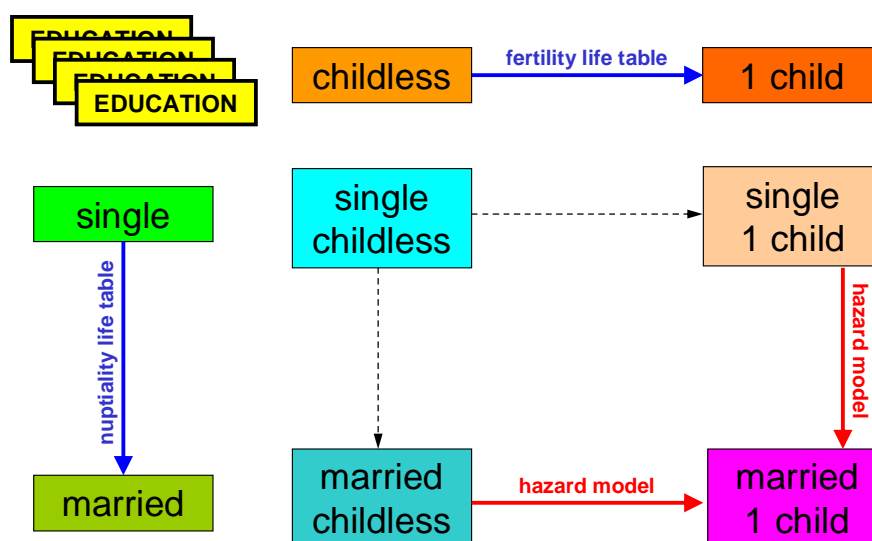 EDUCATION
EDUCATION
EDUCATION
EDUCATION
childless
fertility life table
1 child
single
nuptiality life table
married
single
childless
single
1 child
hazard model
married
childless
hazard model
married
1 child